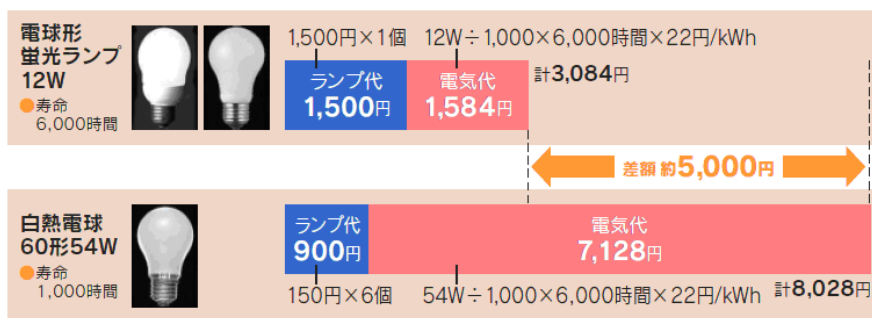 電球形
蛍光ランプ
12W
●寿命
6,000時間
1,500円×1個 12W÷1,000×6,000時間×22円/kWh
ランプ代
1,500円
電気代
1,584円
計3,084円
差額 約5,000円
白熱電球
60形54W
●寿命
1,000時間
ランプ代
900円
電気代
7,128円
150円×6個 54W÷1,000×6,000時間×22円/kWh 計8,028円